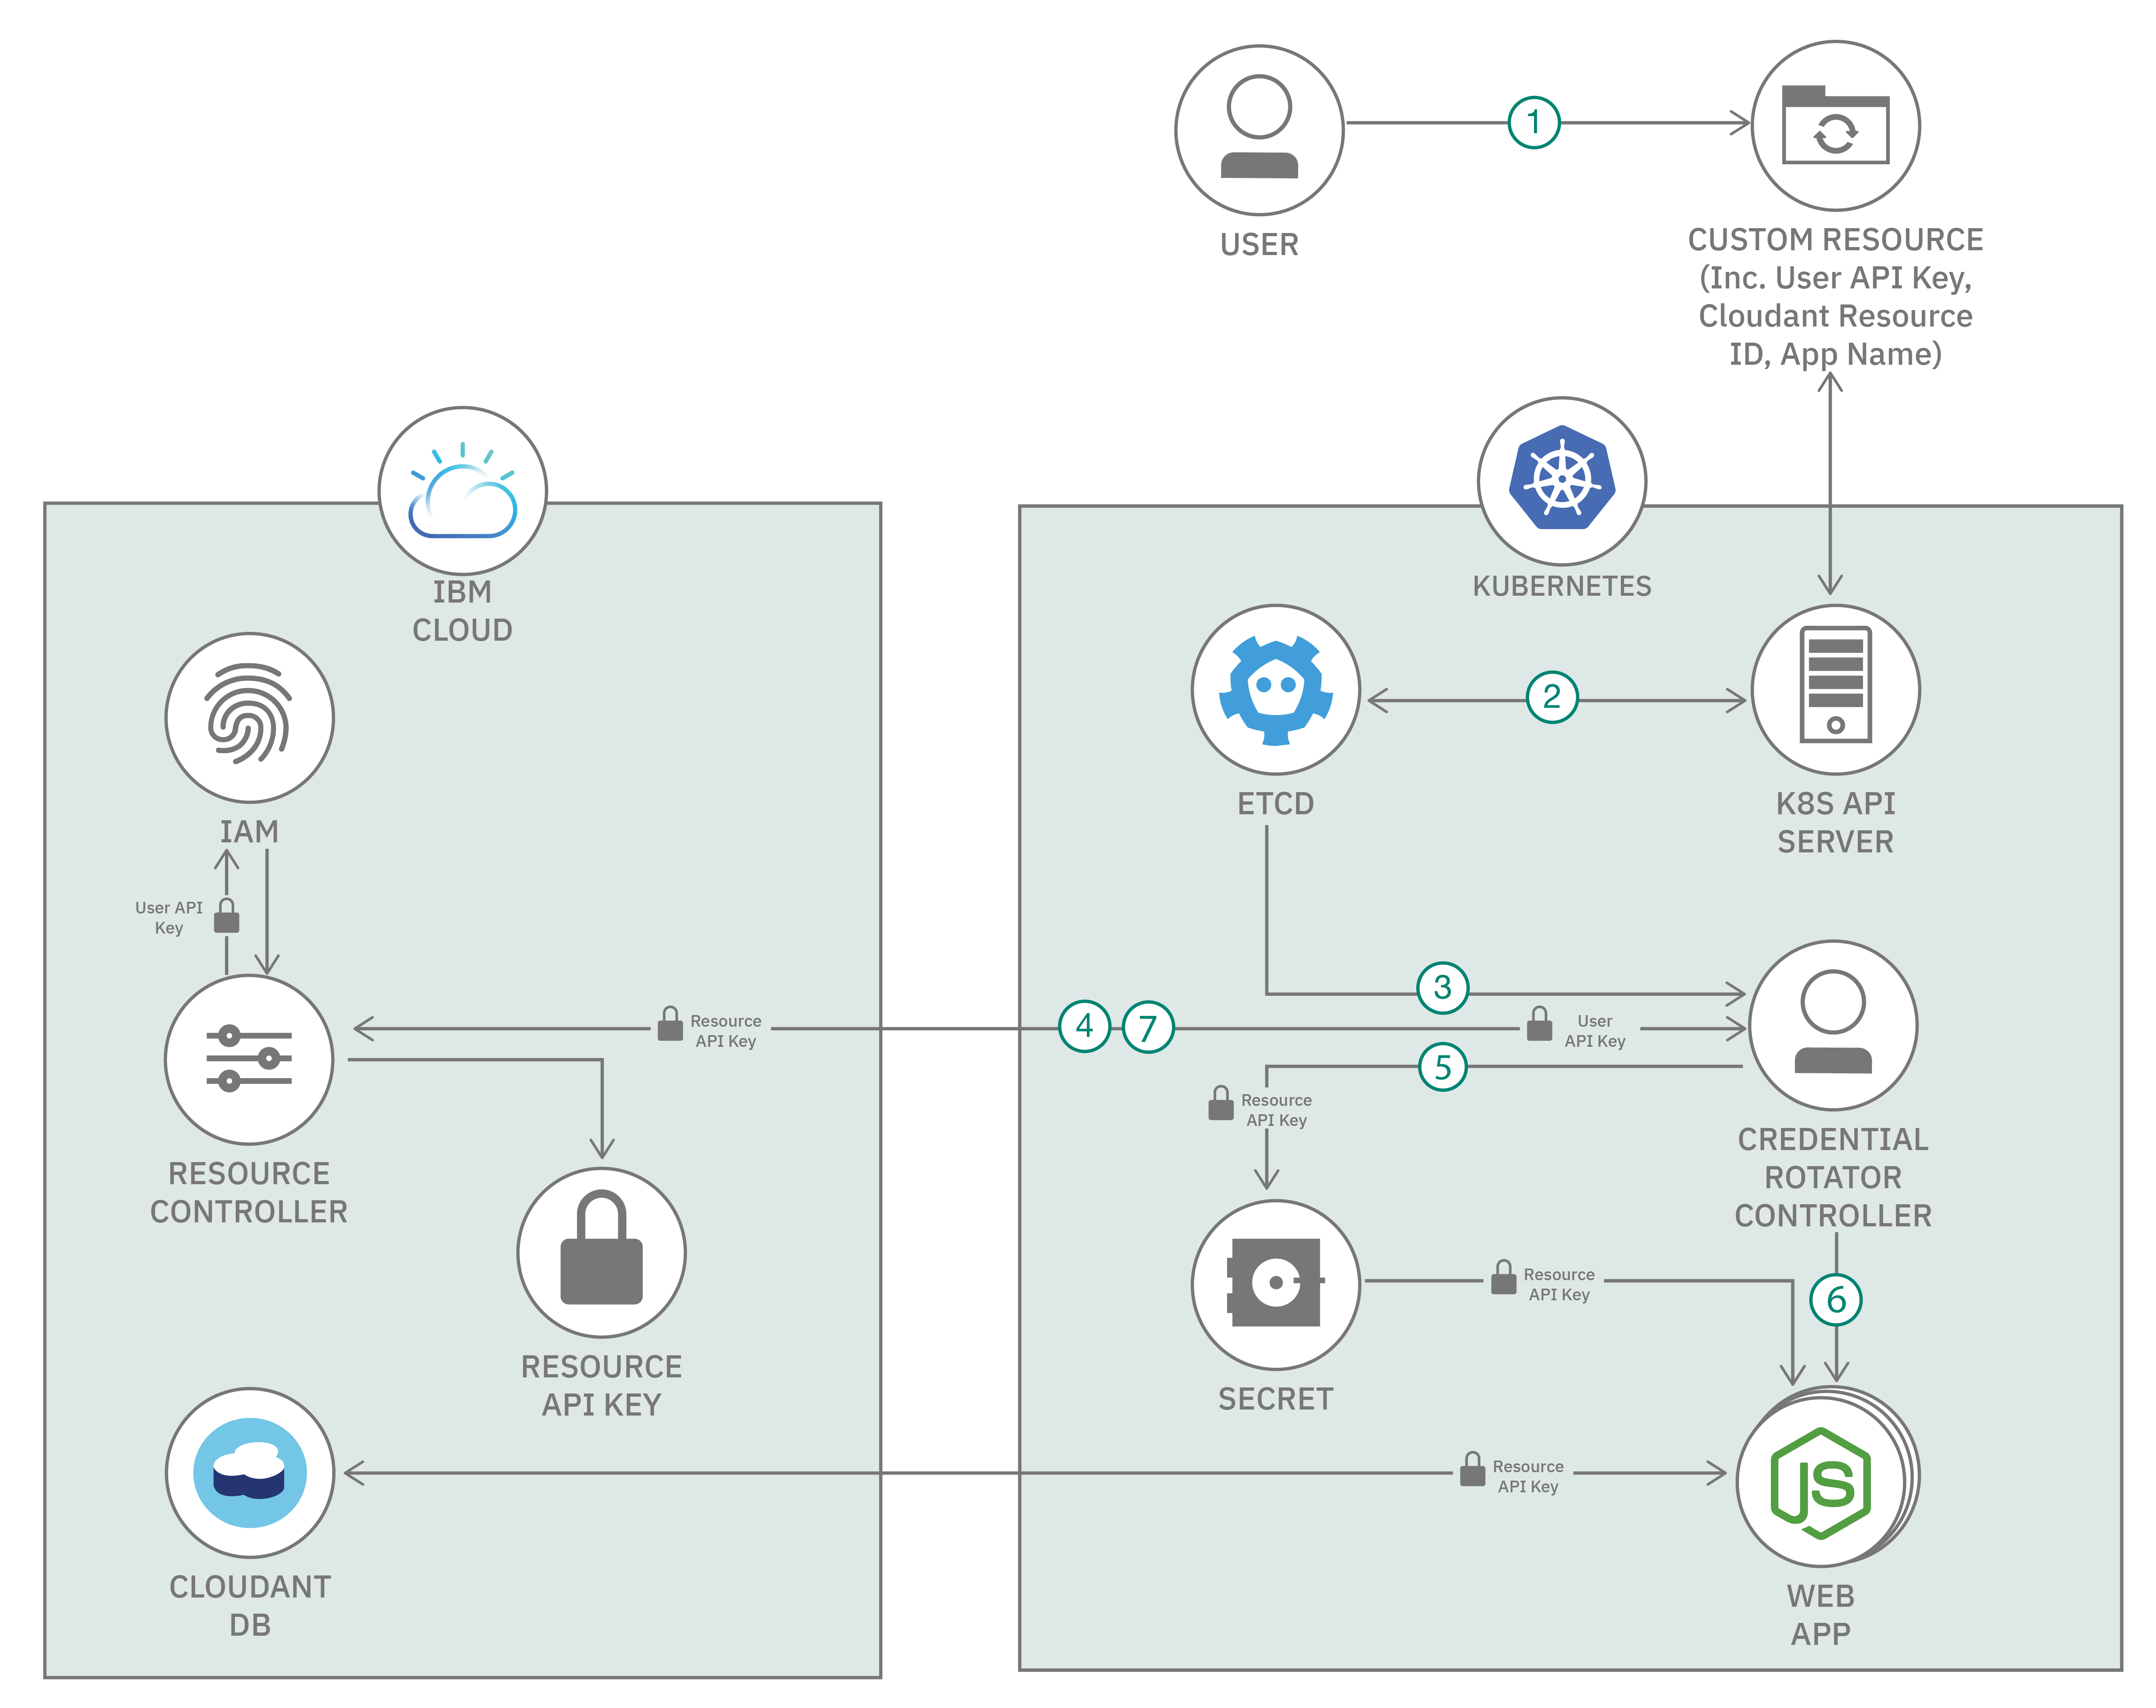 1
USER
CUSTOM RESOURCE
(Inc. User API Key,
Cloudant Resource
ID, App Name)
IBM
CLOUD
KUBERNETES
IAM
User API
Key
RESOURCE
CONTROLLER
Resource
API Key
RESOURCE
API KEY
CLOUDANT
DB
2
ETCD
K8S API
SERVER
3
4
7
User
API Key
5
Resource
API Key
CREDENTIAL
ROTATOR
CONTROLLER
SECRET
Resource
API Key
6
Resource
API Key
JS
WEB
APP